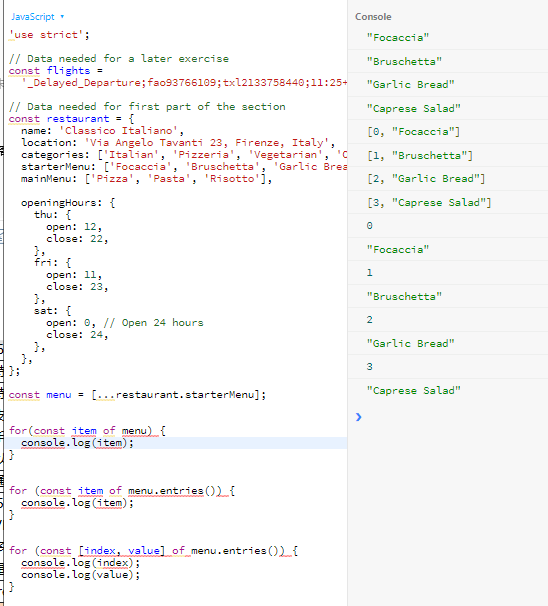 JavaScript
'use strict';
// Data needed for a later exercise
const flights =
'_Delayed_Departure;fao93766109;txl2133758440;11:25+
// Data needed for first part of the section
const restaurant = {
name: 'Classico Italiano',
location: 'Via Angelo Tavanti 23, Firenze, Italy',
categories: ['Italian', 'Pizzeria', 'Vegetarian', 'O
starterMenu: ['Focaccia', 'Bruschetta', 'Garlic Brea
mainMenu: ['Pizza', 'Pasta', 'Risotto'],
openingHours: {
thu: {
open: 12,
close: 22,
},
fri: {
open: 11,
close: 23,
},
sat: {
open: 0, // Open 24 hours
close: 24,
},
},
};
const menu = [...restaurant.starterMenu];
for(const item of menu) {
console.log(item);
}
for (const item of menu.entries()) {
console.log(item);
}
for (const [index, value] of menu.entries()) {
console.log(index);
console.log(value);
}
Console
"Focaccia"
"Bruschetta"
"Garlic Bread"
"Caprese Salad"
[0, "Focaccia"]
[1, "Bruschetta"]
[2, "Garlic Bread"]
[3, "Caprese Salad"]
0
"Focaccia"
1
"Bruschetta"
2
"Garlic Bread"
3
"Caprese Salad"